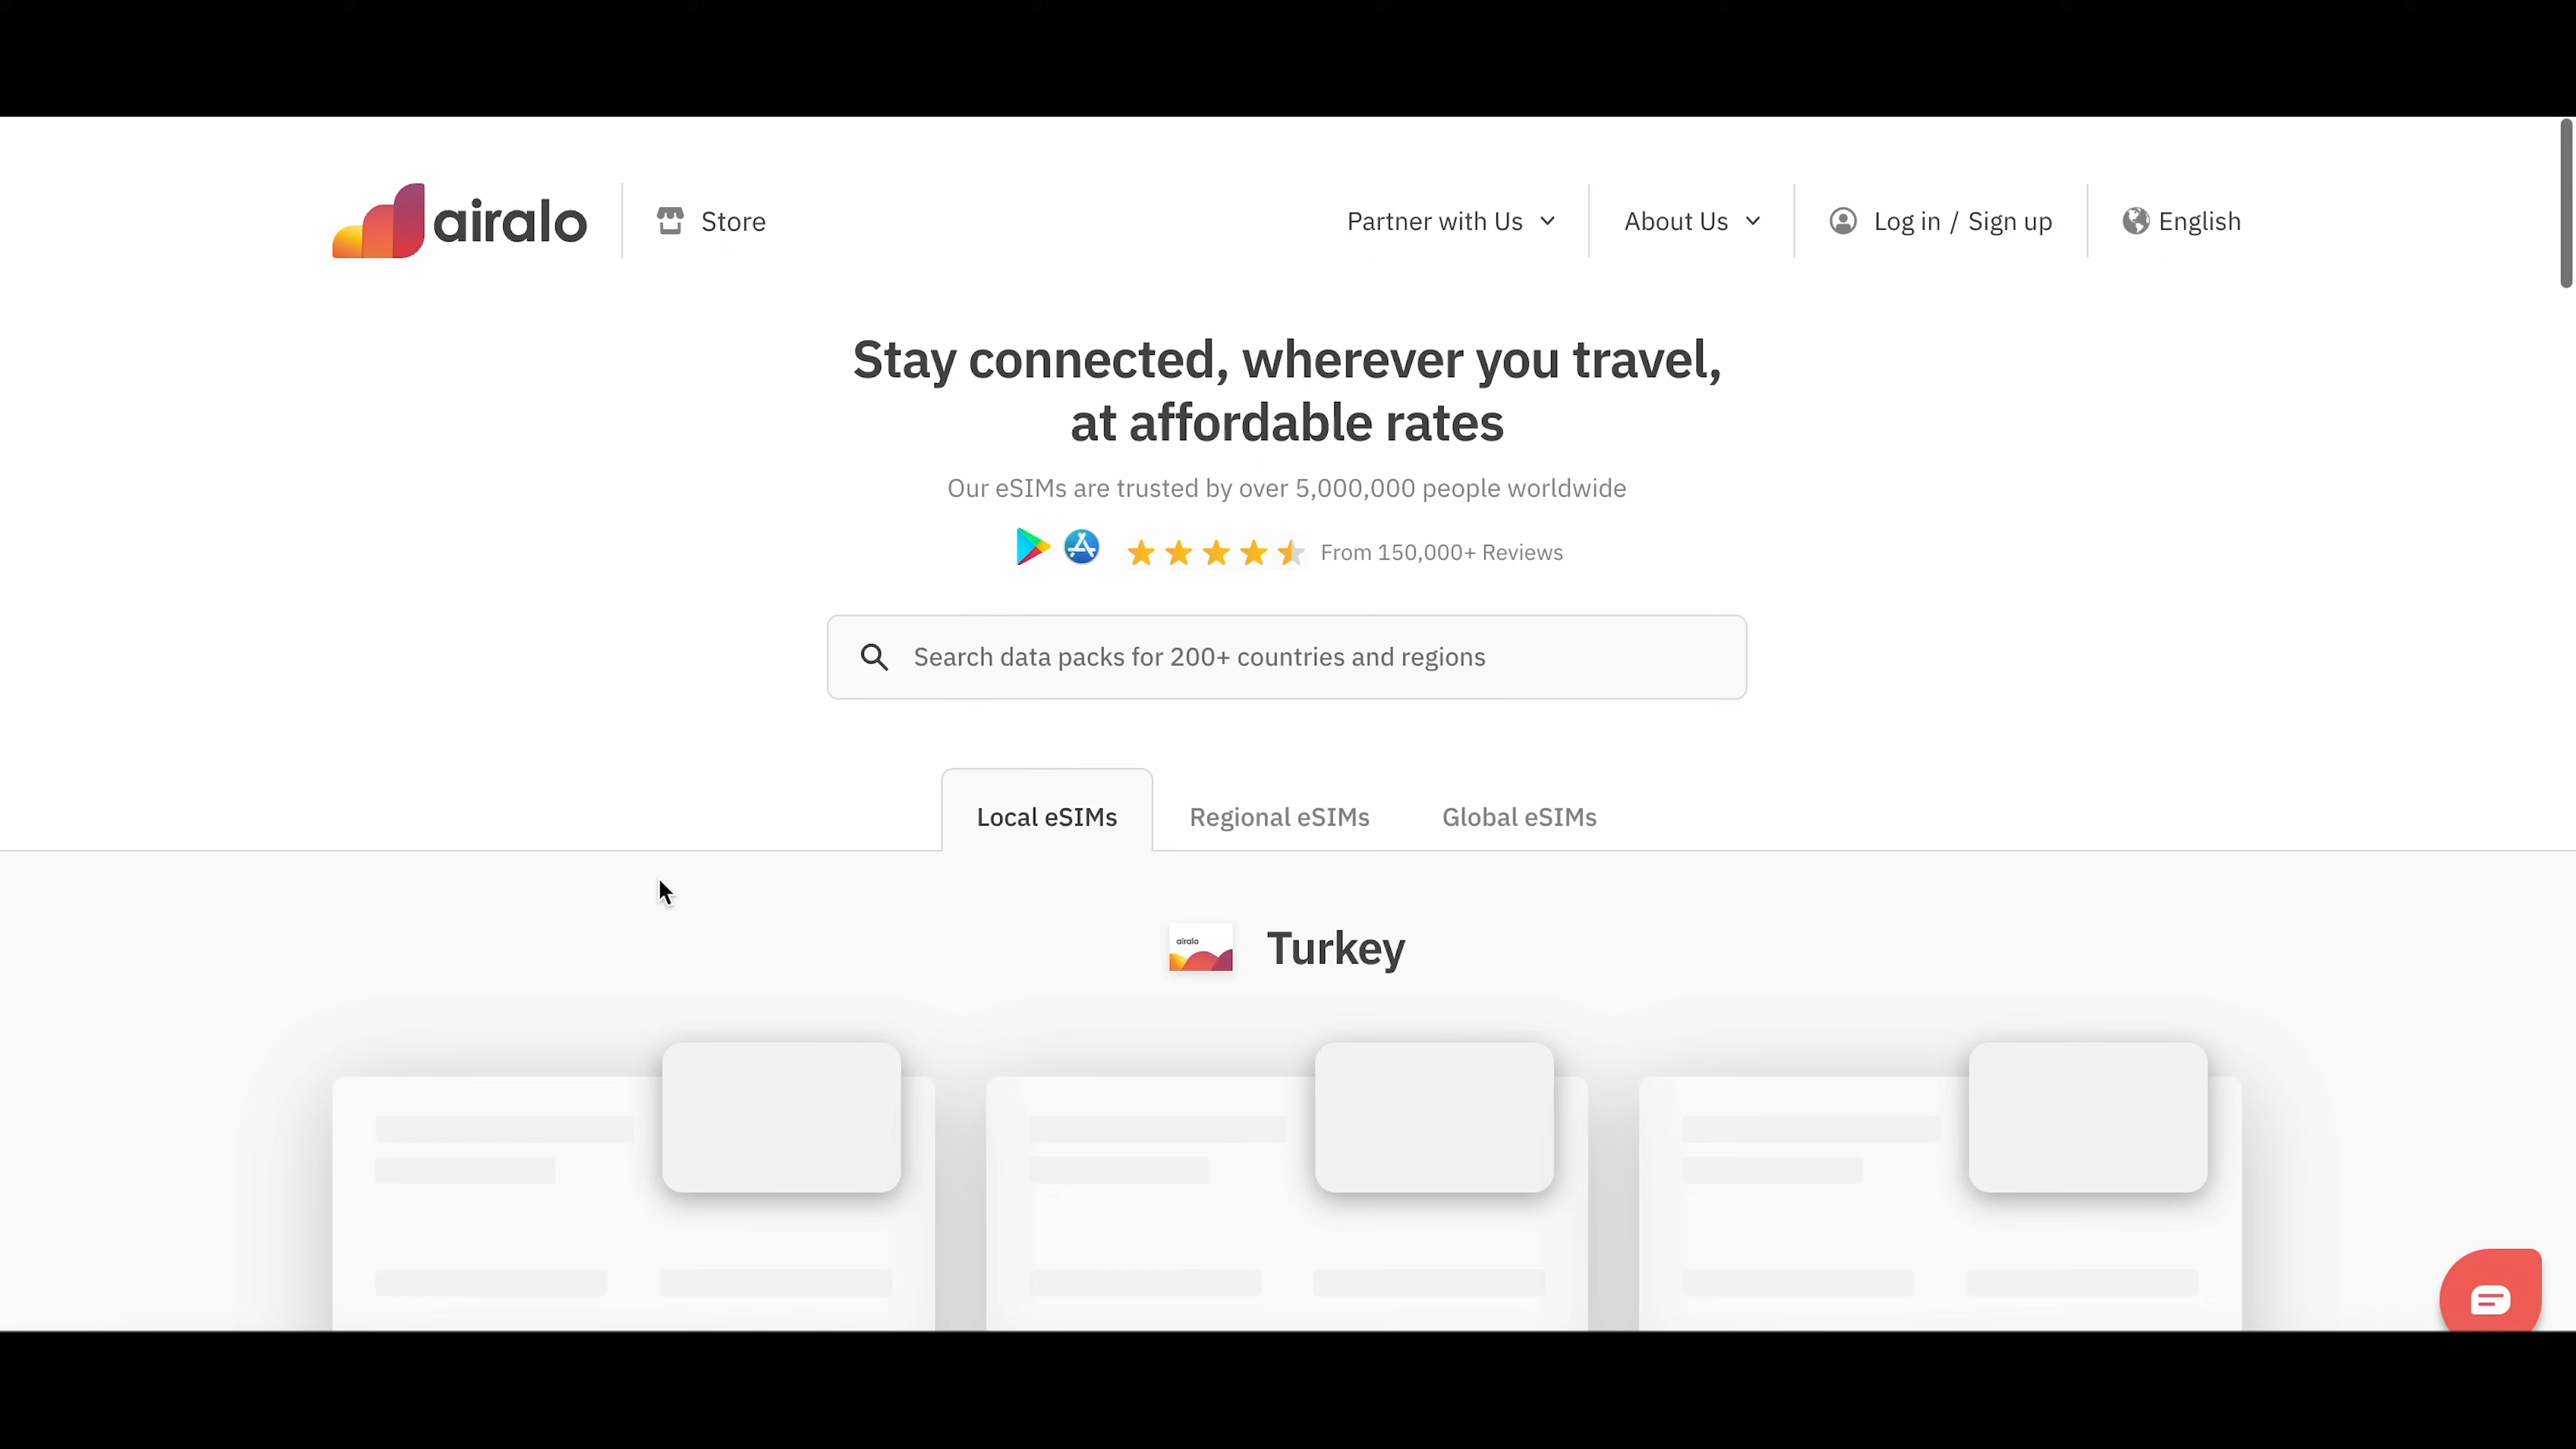 airalo
Store
Partner with Us
About Us
Log in / Sign up
English
Stay connected, wherever you travel,
at affordable rates
Our eSIMs are trusted by over 5,000,000 people worldwide
From 150,000+ Reviews
Search data packs for 200+ countries and regions
Local eSIMs
Regional eSIMs
Global eSIMs
airalo
Turkey